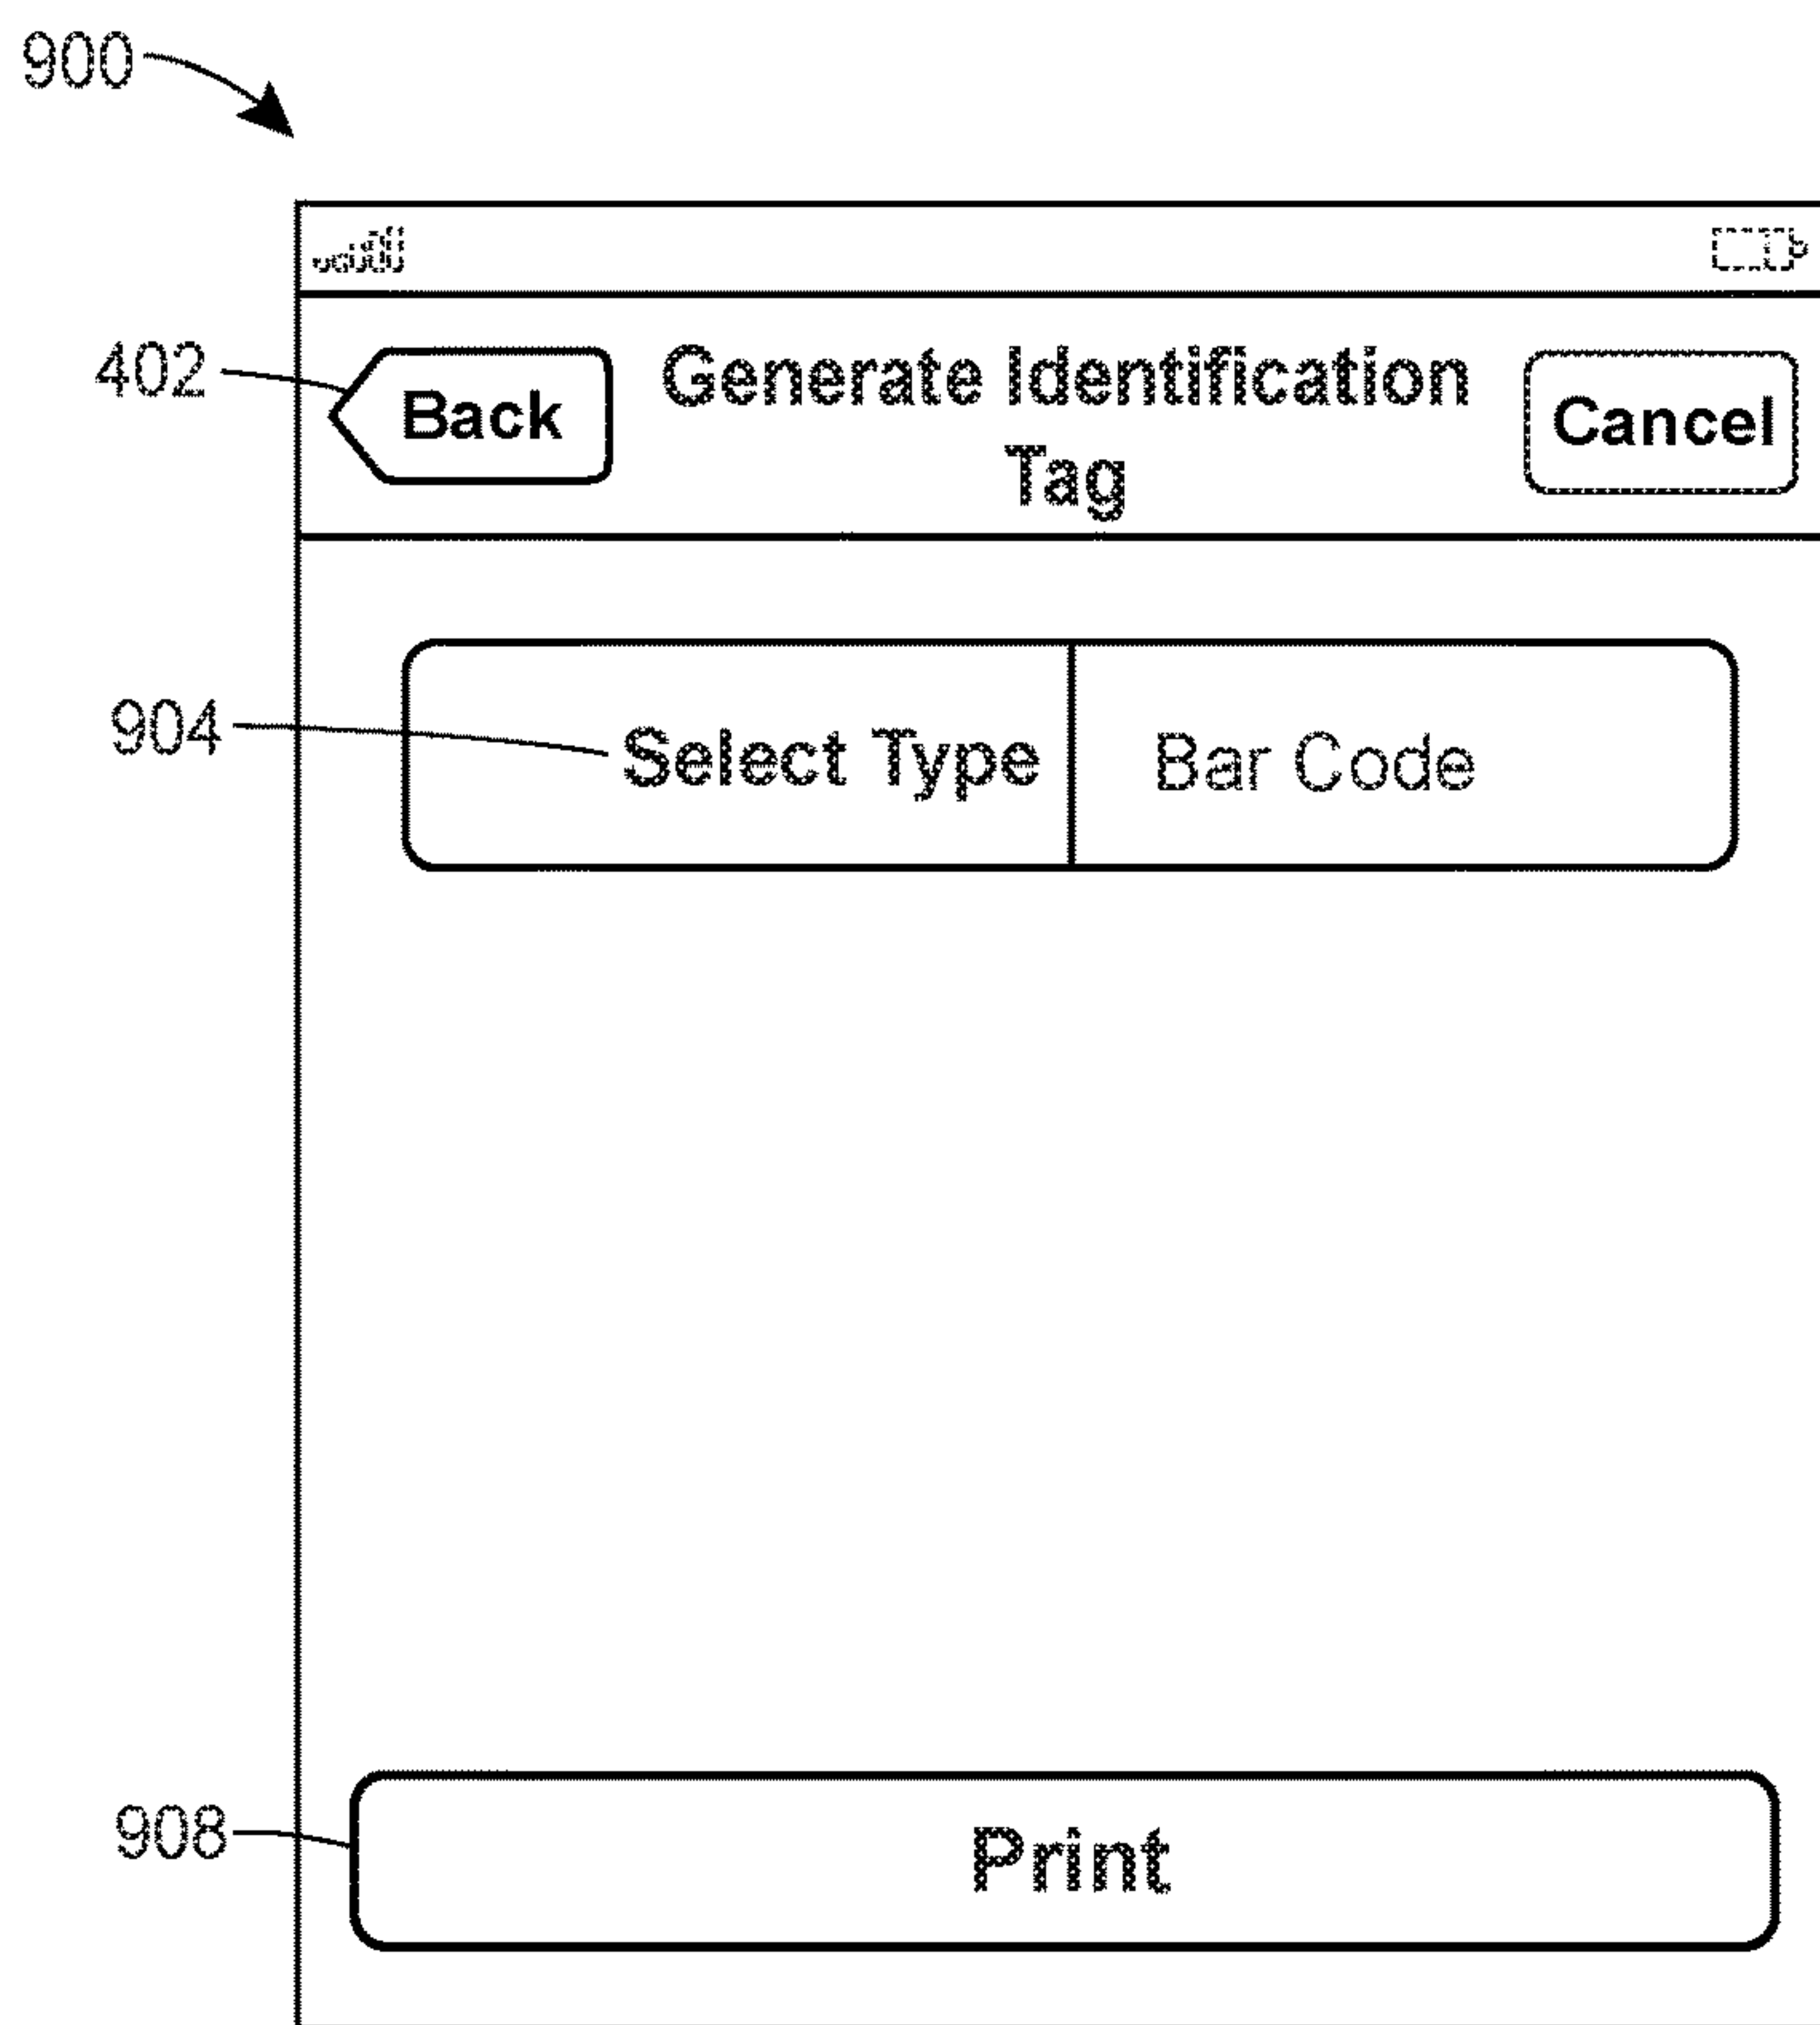 900
402
Back
Generate Identification
Tag
Cancel
904
Select Type
Bar Code
908
Print